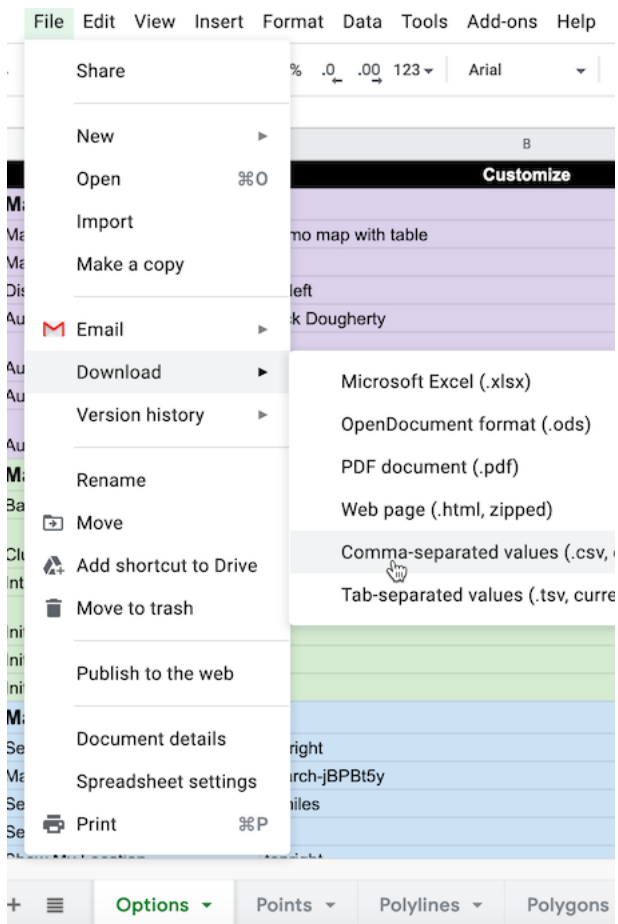 File Edit View Insert Format Data Tools Add-ons Help
Share
% .0 .00 123 Arial
New
B
Open ⌘O
Customize
Import
mo map with table
Make a copy
left
Email
k Dougherty
Download
Microsoft Excel (.xlsx)
Version history
OpenDocument format (.ods)
PDF document (.pdf)
Rename
Web page (.html, zipped)
Move
Comma-separated values (.csv,
Add shortcut to Drive
Tab-separated values (.tsv, curre
Move to trash
Publish to the web
Document details
right
Spreadsheet settings
arch-jBPBt5y
niles
Print ⌘P
+ Options Points Polylines Polygons